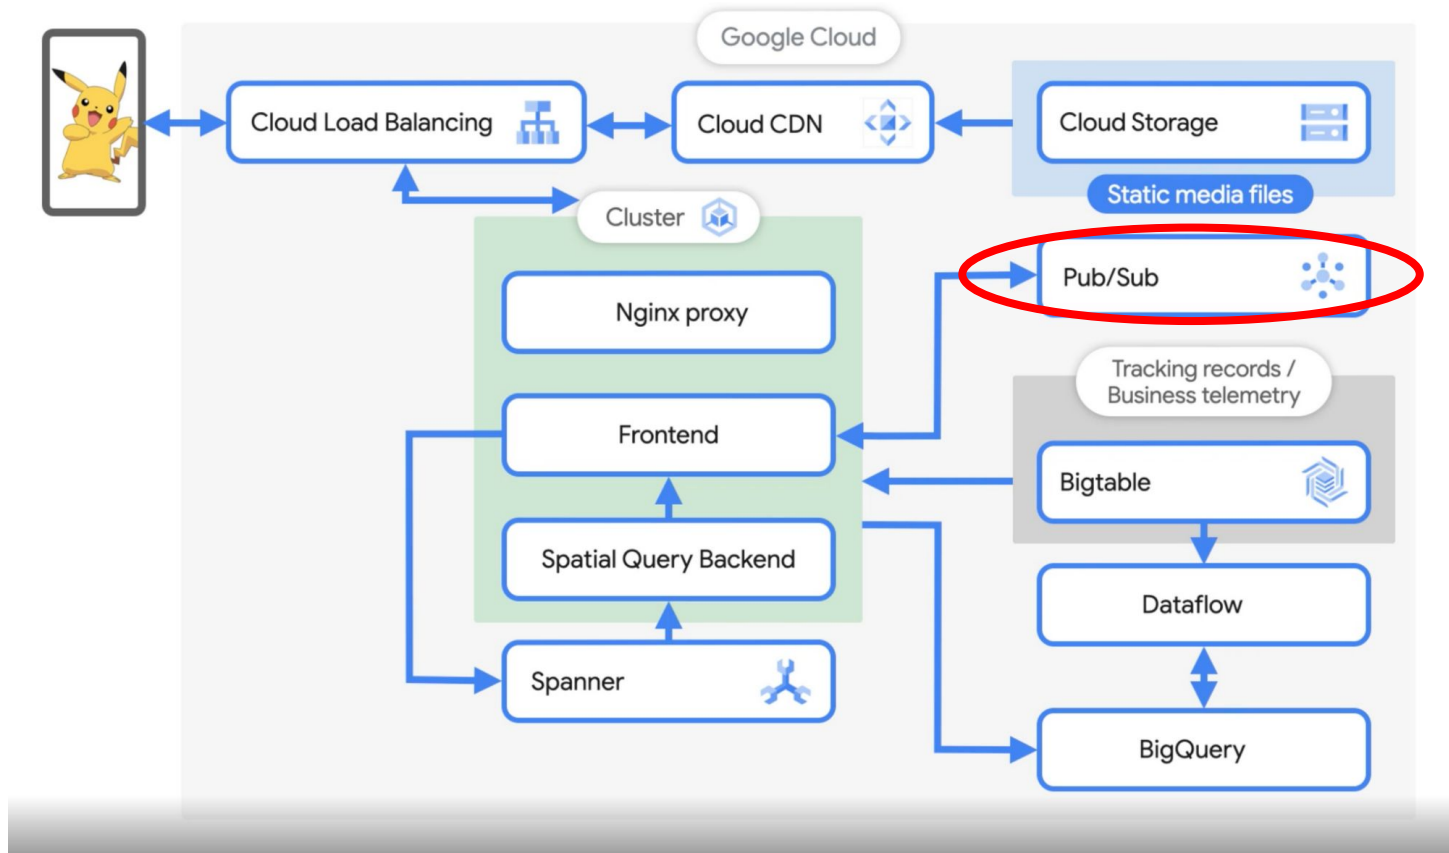 Google Cloud
Cloud Load Balancing
Cloud CDN
Cloud Storage
Static media files
Cluster
Pub/Sub
Nginx proxy
Tracking records /
Business telemetry
Frontend
Bigtable
Spatial Query Backend
Dataflow
Spanner
BigQuery